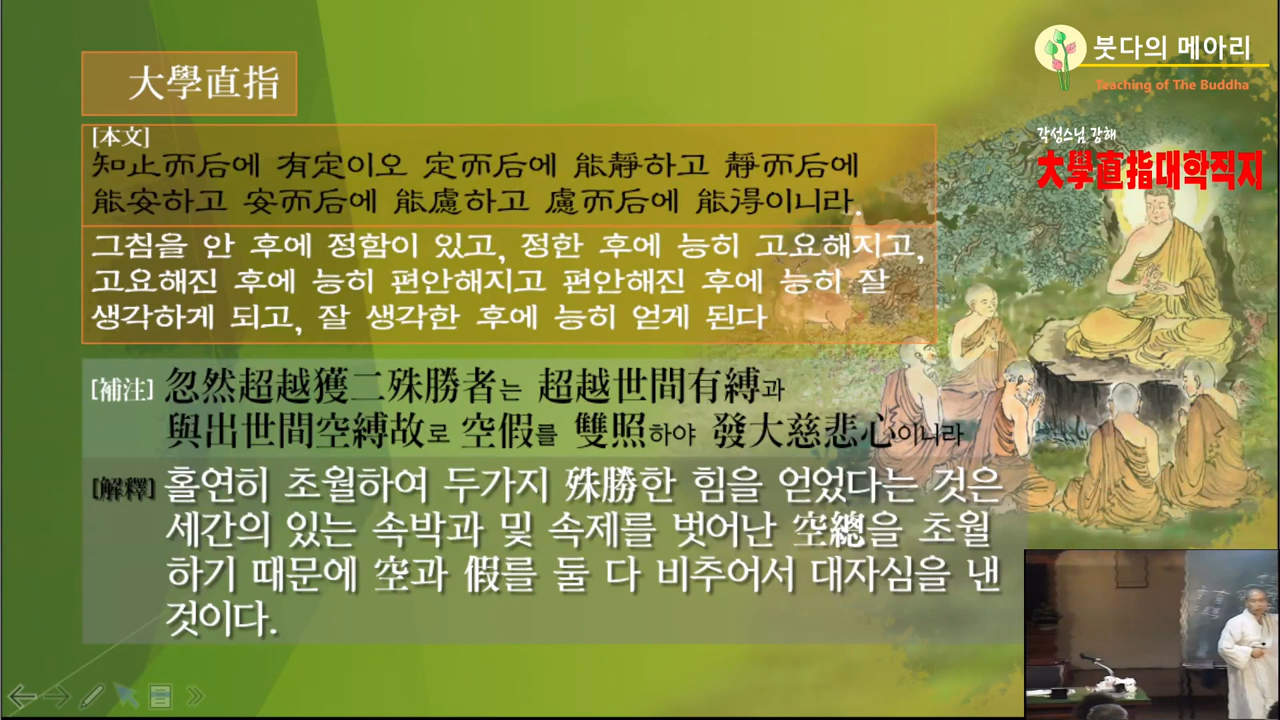 大學直指
[本文]
知止而后에 有定이오 定而后에 能靜하고 靜而后에
能安하고 安而后에 能慮하고 慮而后에 能得이니라.
그침을 안 후에 정함이 있고, 정한 후에 능히 고요해지고,
고요해진 후에 능히 편안해지고 편안해진 후에 능히 잘
생각하게 되고, 잘 생각한 후에 능히 얻게 된다
[補注] 忽然超越獲二殊勝者는 超越世間有縛과
與出世間空縛故로 空假를 雙照하야 發大慈悲心이니라
[解釋] 홀연히 초월하여 두가지 殊勝한 힘을 얻었다는 것은
세간의 있는 속박과 및 속제를 벗어난 空總을 초월
하기 때문에 空과 假를 둘 다 비추어서 대자심을 낸
것이다.
붓다의 메아리
Teaching of The Buddha
각성스님 강해
大學直指대학직지